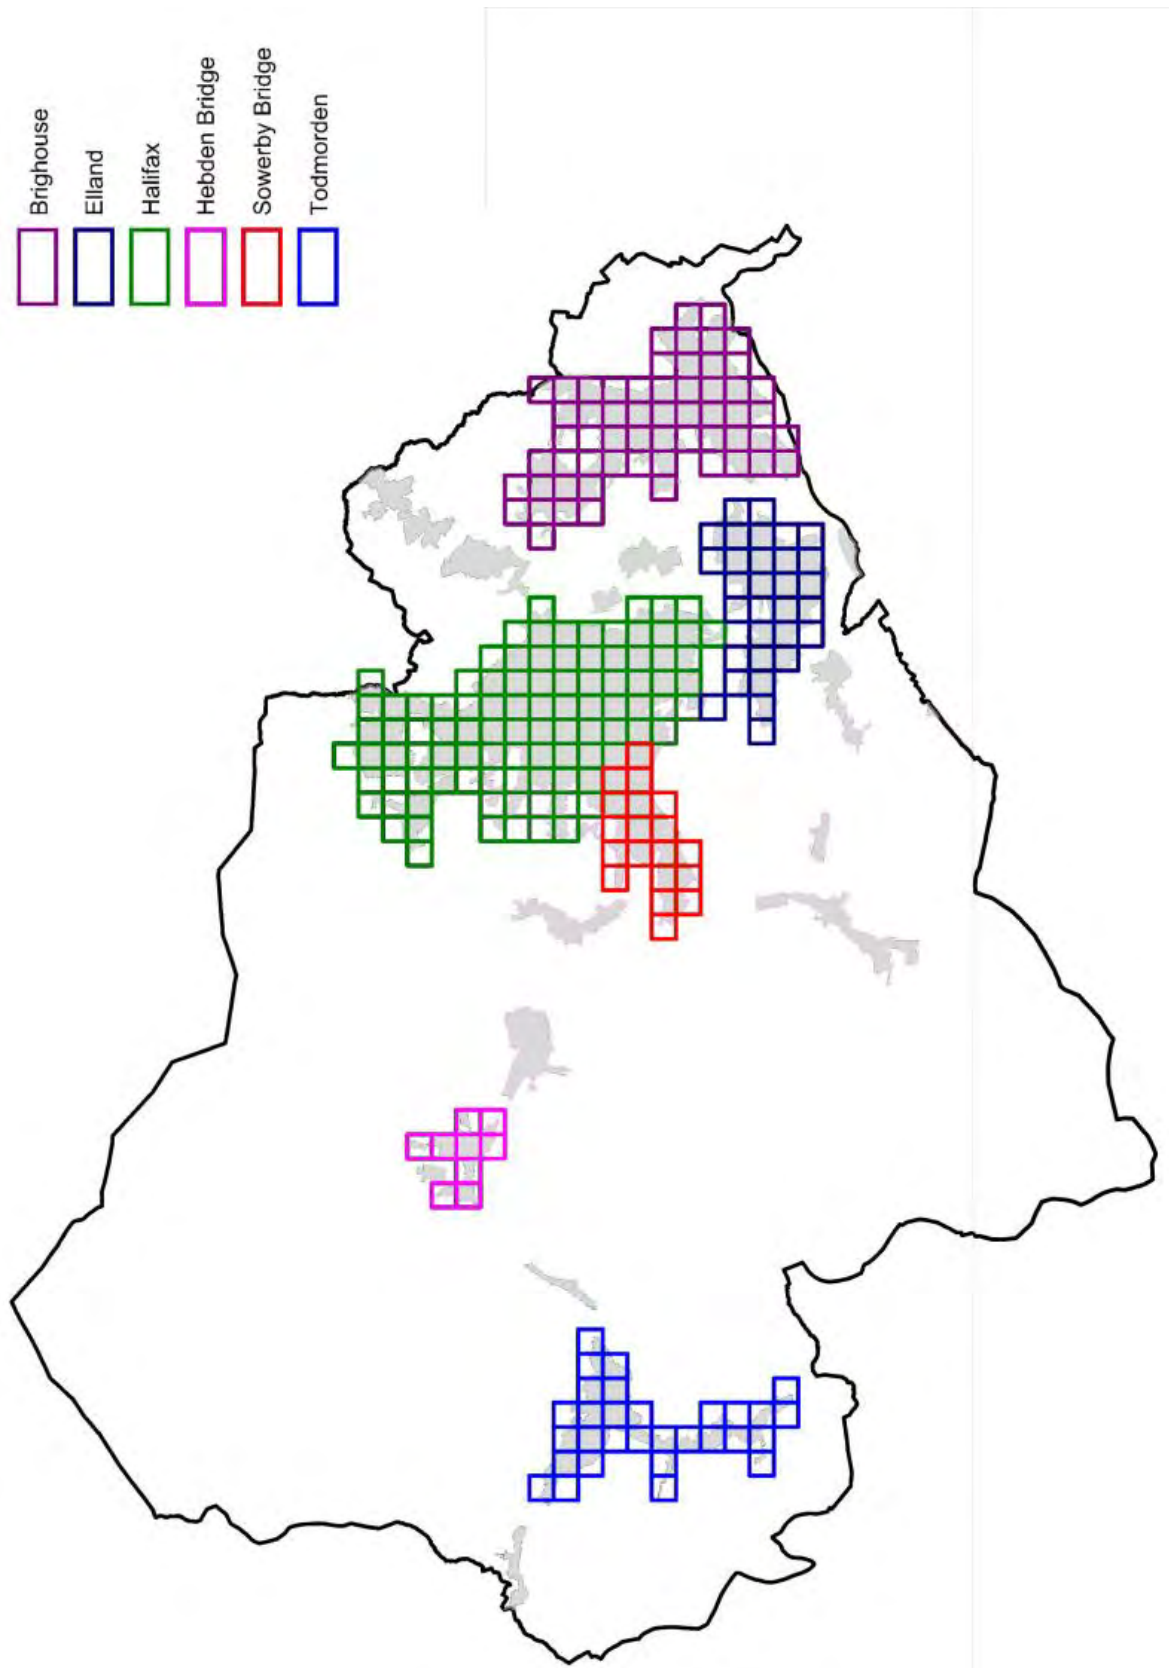 Brighouse
Elland
Halifax
Hebden Bridge
Sowerby Bridge
Todmorden